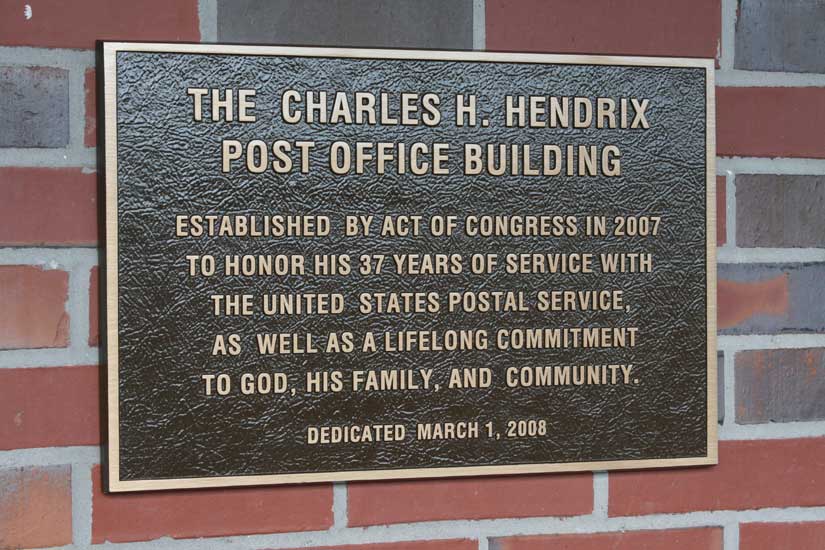 THE CHARLES H. HENDRIX
POST OFFICE BUILDING
ESTABLISHED BY ACT OF CONGRESS IN 2007
TO HONOR HIS 37 YEARS OF SERVICE WITH
THE UNITED STATES POSTAL SERVICE,
AS WELL AS A LIFELONG COMMITMENT
TO GOD, HIS FAMILY, AND COMMUNITY.
DEDICATED MARCH 1, 2008